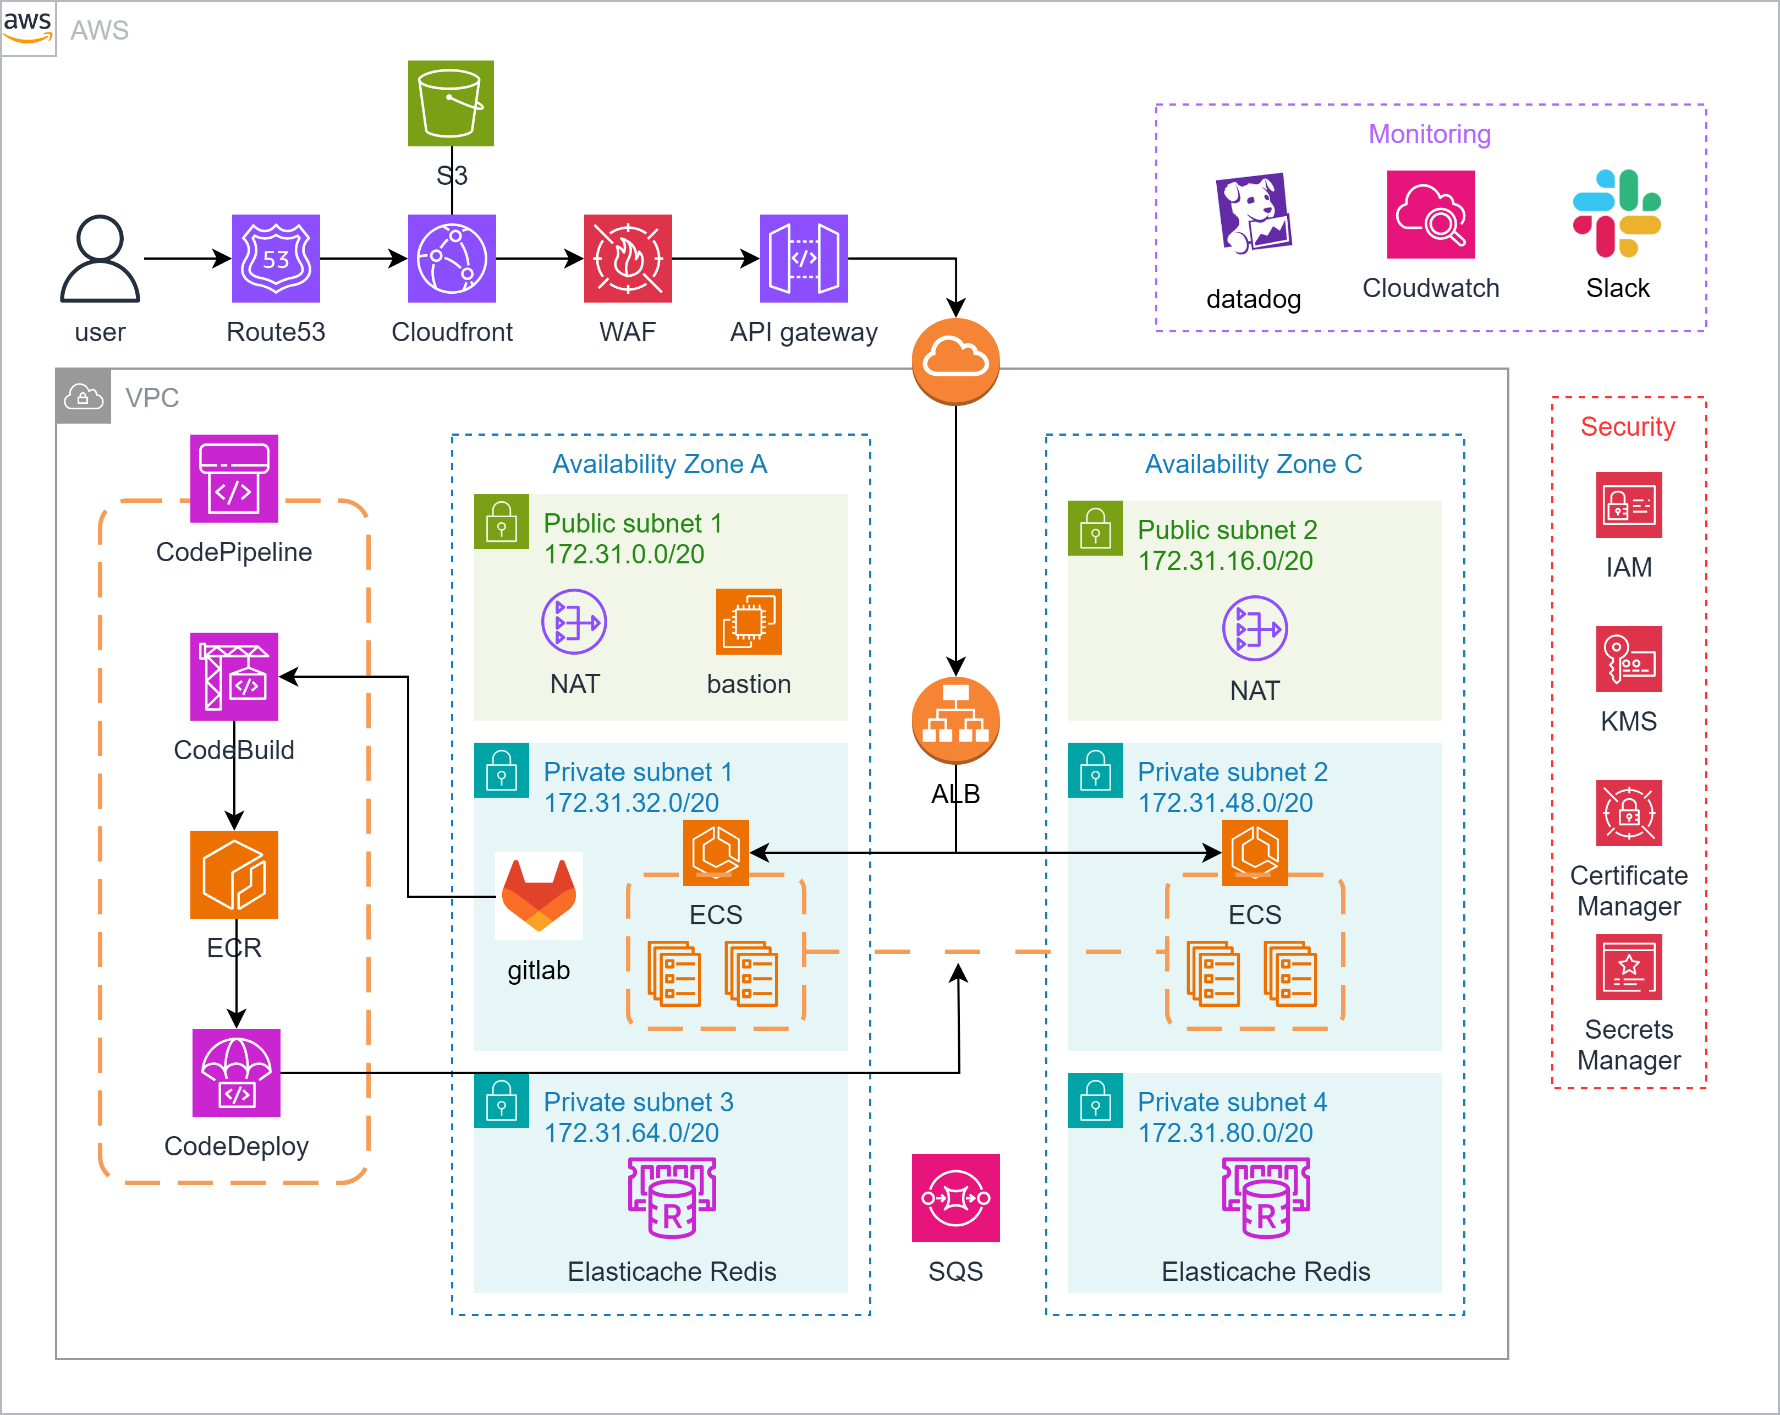 aws
AWS
S3
53
user
Route53
Cloudfront
WAF
API gateway
Monitoring
datadog
Cloudwatch
Slack
VPC
CodePipeline
CodeBuild
ECR
CodeDeploy
Availability Zone A
Public subnet 1
172.31.0.0/20
NAT
bastion
Private subnet 1
172.31.32.0/20
gitlab
ECS
Private subnet 3
172.31.64.0/20
R
Elasticache Redis
ALB
SQS
Availability Zone C
Public subnet 2
172.31.16.0/20
NAT
Private subnet 2
172.31.48.0/20
ECS
Private subnet 4
172.31.80.0/20
R
Elasticache Redis
Security
IAM
KMS
Certificate
Manager
Secrets
Manager